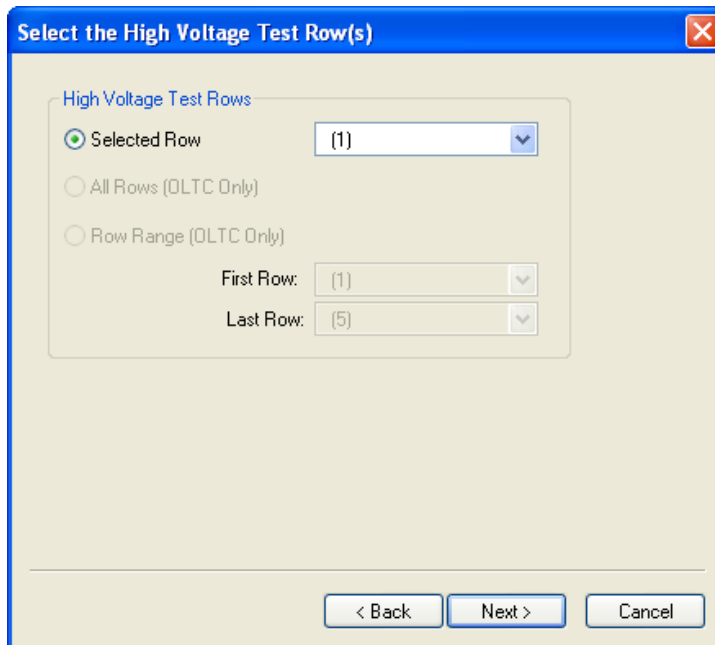 Select the High Voltage Test Row(s)
High Voltage Test Rows
Selected Row (1)
All Rows (OLTC Only)
Row Range (OLTC Only)
First Row: (1)
Last Row: (5)
< Back Next > Cancel